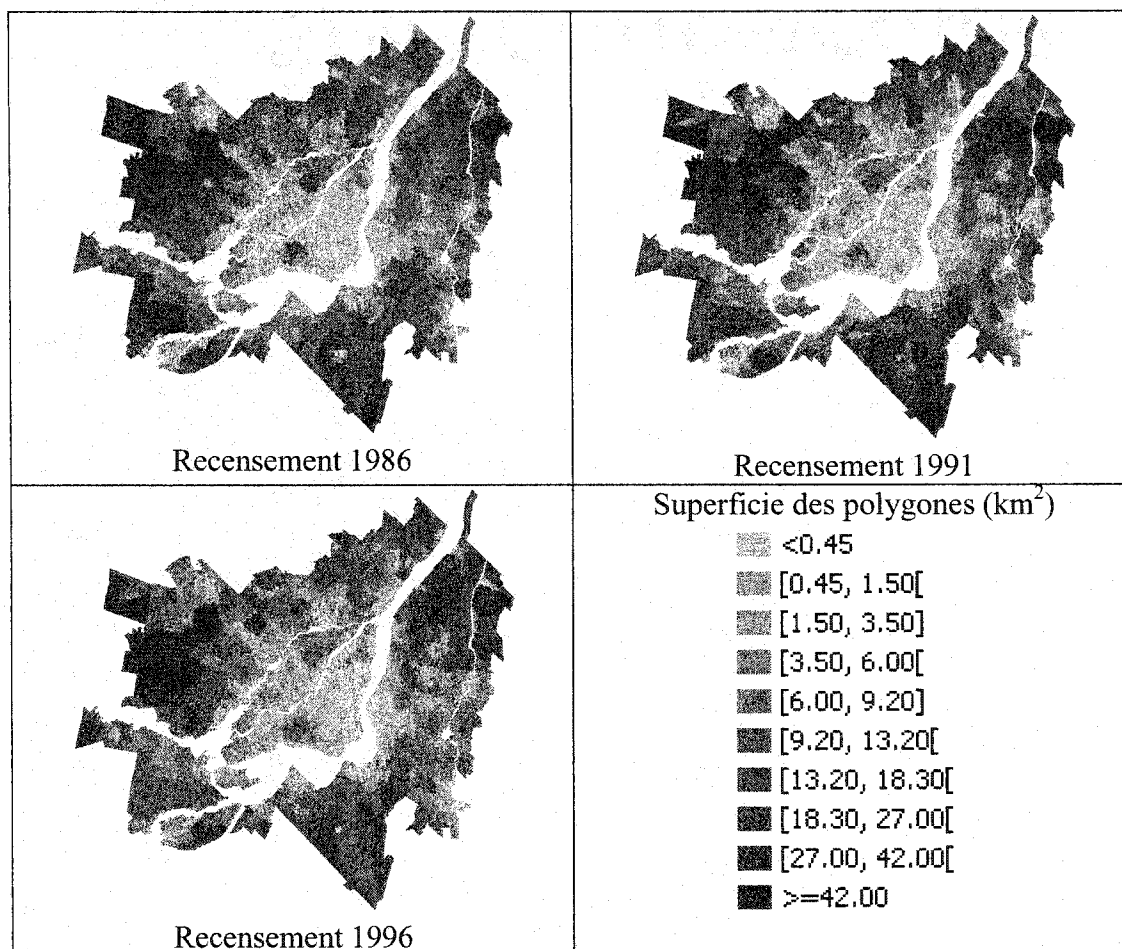 Recensement 1986
Recensement 1991
Recensement 1996
Superficie des polygones (km²)
<0.45
[0.45, 1.50[
[1.50, 3.50]
[3.50, 6.00[
[6.00, 9.20]
[9.20, 13.20[
[13.20, 18.30[
[18.30, 27.00[
[27.00, 42.00[
>=42.00